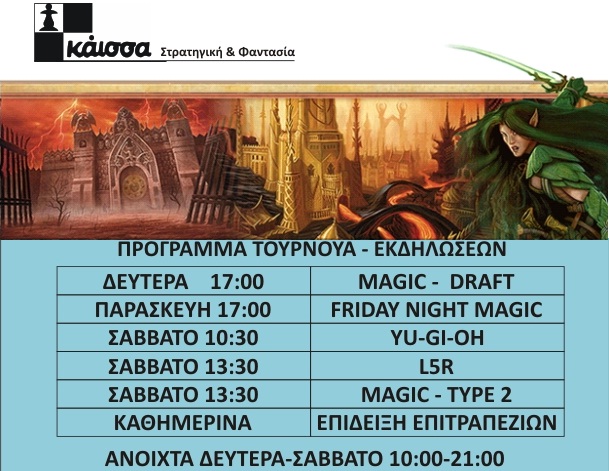 κάισσα Στρατηγική & Φαντασία
ΠΡΟΓΡΑΜΜΑ ΤΟΥΡΝΟΥΑ - ΕΚΔΗΛΩΣΕΩΝ
ΔΕΥΤΕΡΑ 17:00 MAGIC - DRAFT
ΠΑΡΑΣΚΕΥΗ 17:00 FRIDAY NIGHT MAGIC
ΣΑΒΒΑΤΟ 10:30 YU-GI-OH
ΣΑΒΒΑΤΟ 13:30 L5R
ΣΑΒΒΑΤΟ 13:30 MAGIC - TYPE 2
ΚΑΘΗΜΕΡΙΝΑ ΕΠΙΔΕΙΞΗ ΕΠΙΤΡΑΠΕΖΙΩΝ
ΑΝΟΙΧΤΑ ΔΕΥΤΕΡΑ-ΣΑΒΒΑΤΟ 10:00-21:00